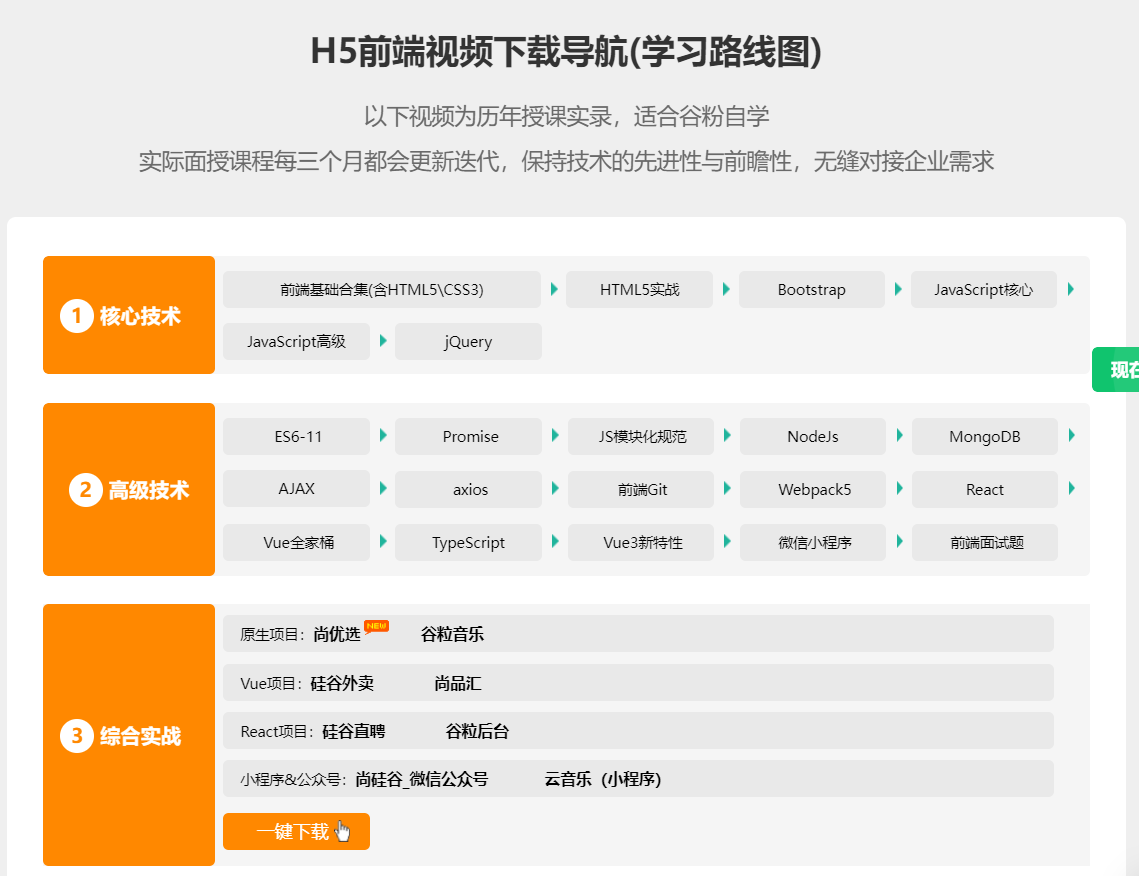 H5前端视频下载导航(学习路线图)
以下视频为历年授课实录，适合谷粉自学
实际面授课程每三个月都会更新迭代，保持技术的先进性与前瞻性，无缝对接企业需求
1 核心技术
前端基础合集(含HTML5\CSS3) HTML5实战 Bootstrap JavaScript核心
JavaScript高级 jQuery
现在
2 高级技术
ES6-11 Promise JS模块化规范 NodeJs MongoDB
AJAX axios 前端Git Webpack5 React
Vue全家桶 TypeScript Vue3新特性 微信小程序 前端面试题
3 综合实战
原生项目：尚优选 NEW 谷粒音乐
Vue项目：硅谷外卖 尚品汇
React项目：硅谷直聘 谷粒后台
小程序&公众号：尚硅谷_微信公众号 云音乐（小程序）
一键下载